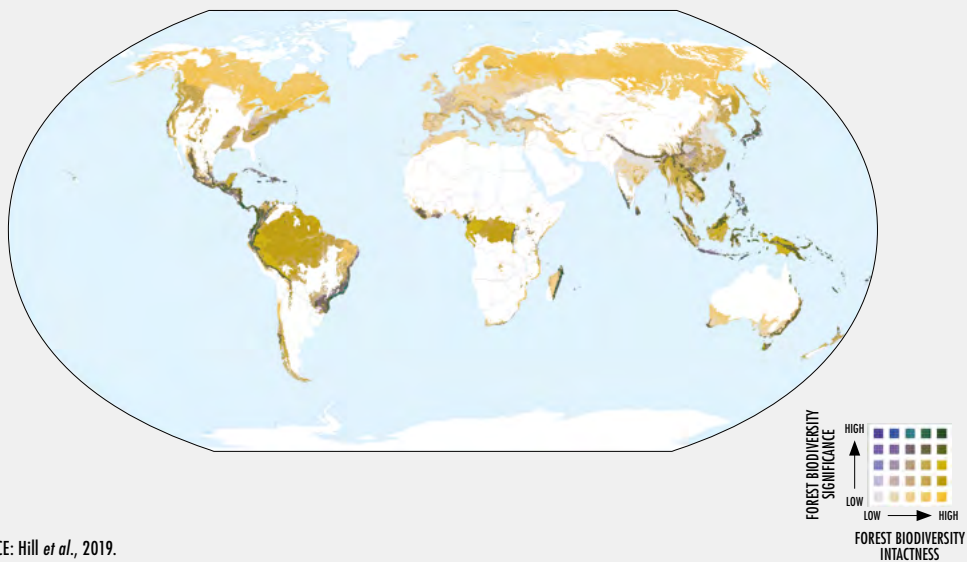 HIGH
FOREST BIODIVERSITY
SIGNIFICANCE
LOW
LOW
HIGH
FOREST BIODIVERSITY
INTACTNESS
CE: Hill et al., 2019.